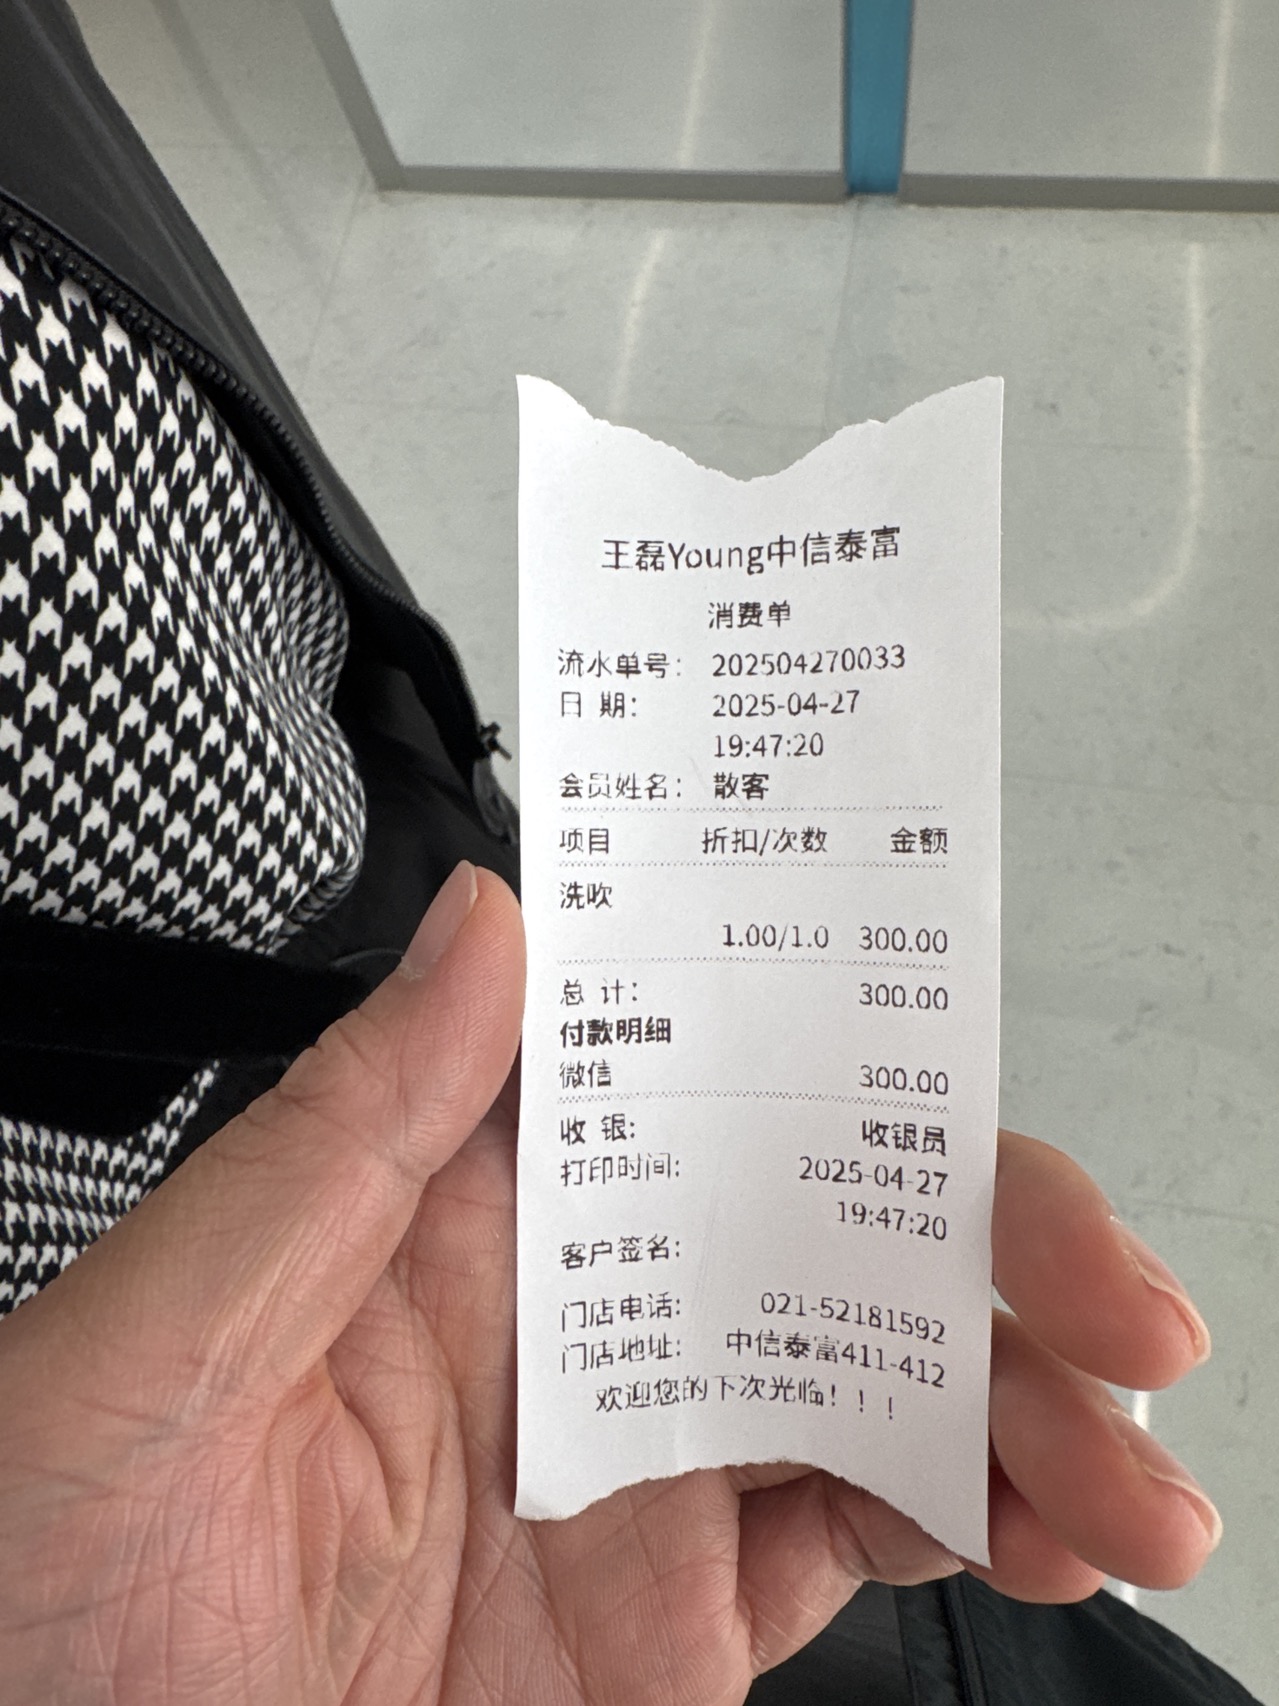 王磊Young中信泰富
消费单
流水单号: 202504270033
日 期: 2025-04-27
19:47:20
会员姓名: 散客
项目 折扣/次数 金额
洗吹
1.00/1.0 300.00
总 计: 300.00
付款明细
微信 300.00
收 银: 收银员
打印时间: 2025-04-27
19:47:20
客户签名:
门店电话: 021-52181592
门店地址: 中信泰富411-412
欢迎您的下次光临！！！